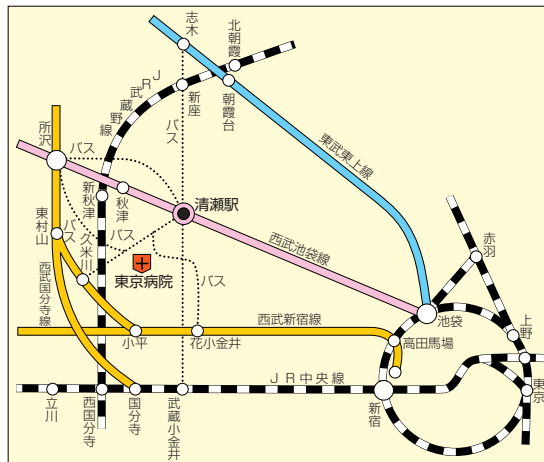 志木
北朝霞
JR武蔵野線
新座
朝霞台
バス
東武東上線
所沢
バス
新秋津
秋津
清瀬駅
東村山
バス
久米川
バス
東京病院
西武池袋線
赤羽
西武国分寺線
バス
池袋
上野
西武新宿線
小平
花小金井
高田馬場
JR中央線
立川
西国分寺
国分寺
武蔵小金井
新宿
東京